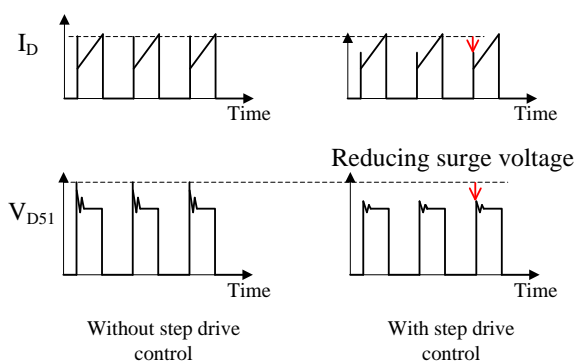 I_D
Time
Time
Reducing surge voltage
V_D51
Time
Time
Without step drive
control
With step drive
control